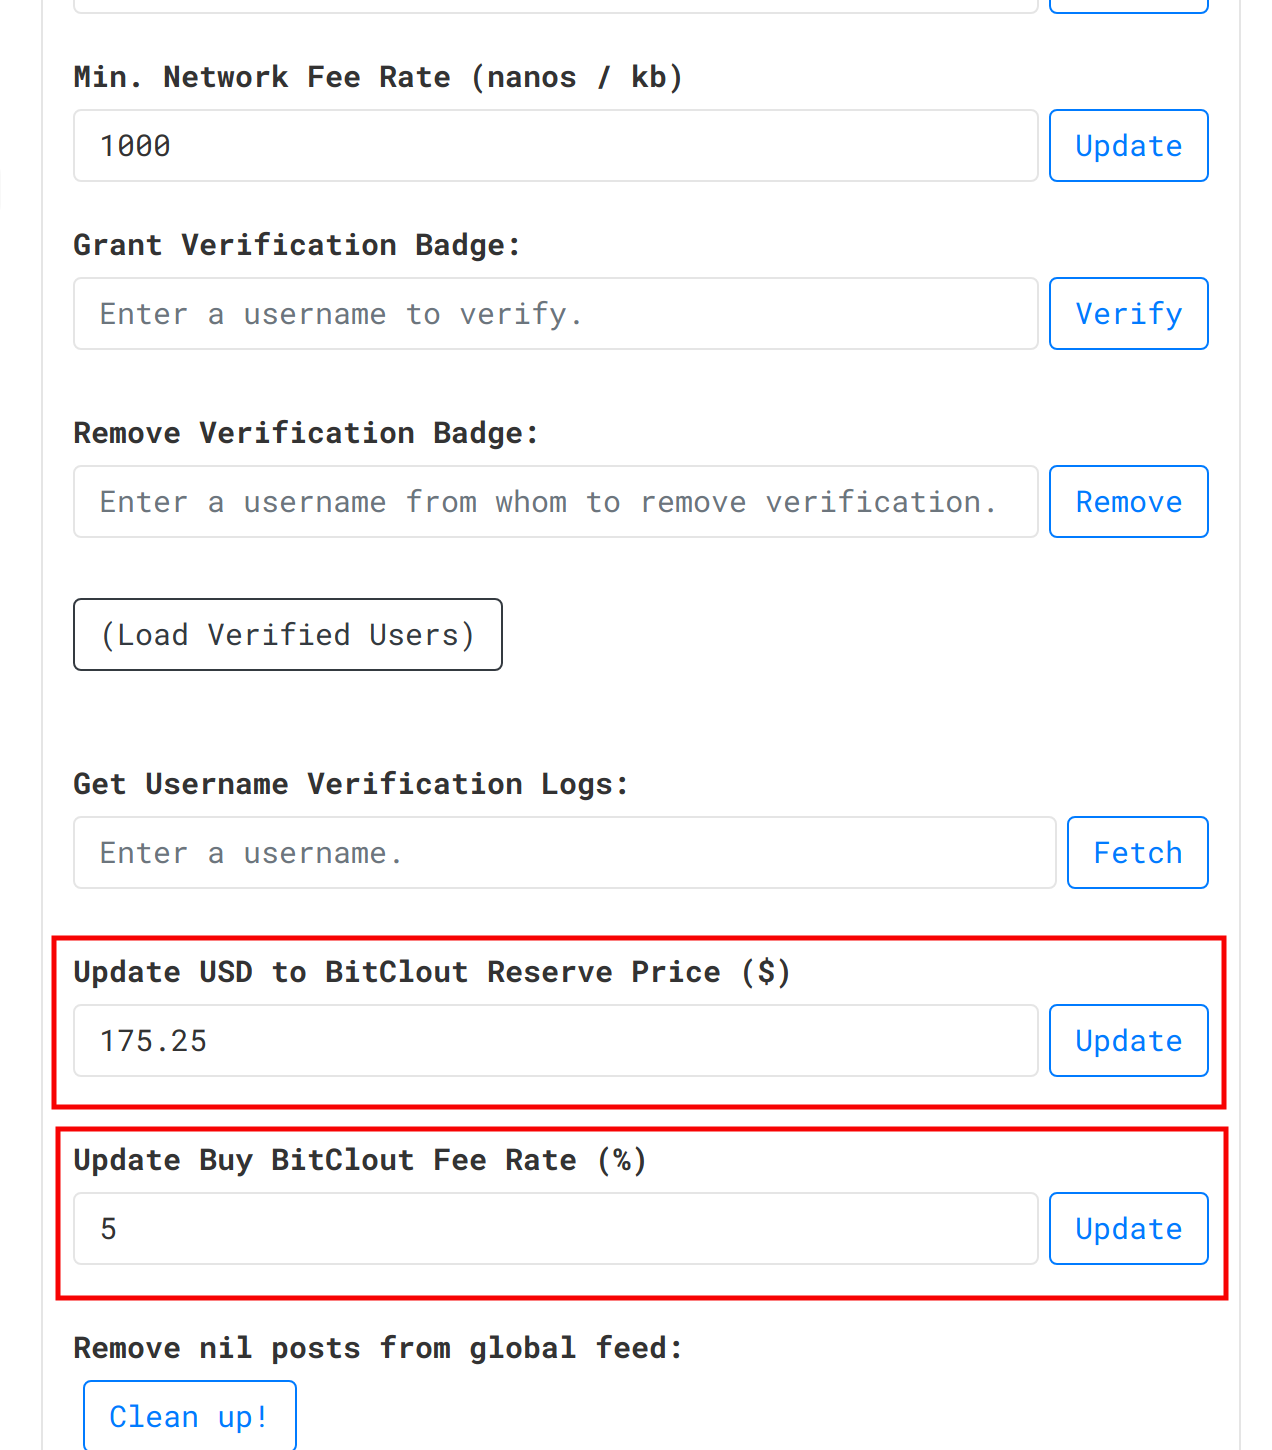 Min. Network Fee Rate (nanos / kb)
1000
Update
Grant Verification Badge:
Enter a username to verify.
Verify
Remove Verification Badge:
Enter a username from whom to remove verification.
Remove
(Load Verified Users)
Get Username Verification Logs:
Enter a username.
Fetch
Update USD to BitClout Reserve Price ($)
175.25
Update
Update Buy BitClout Fee Rate (%)
5
Update
Remove nil posts from global feed:
Clean up!